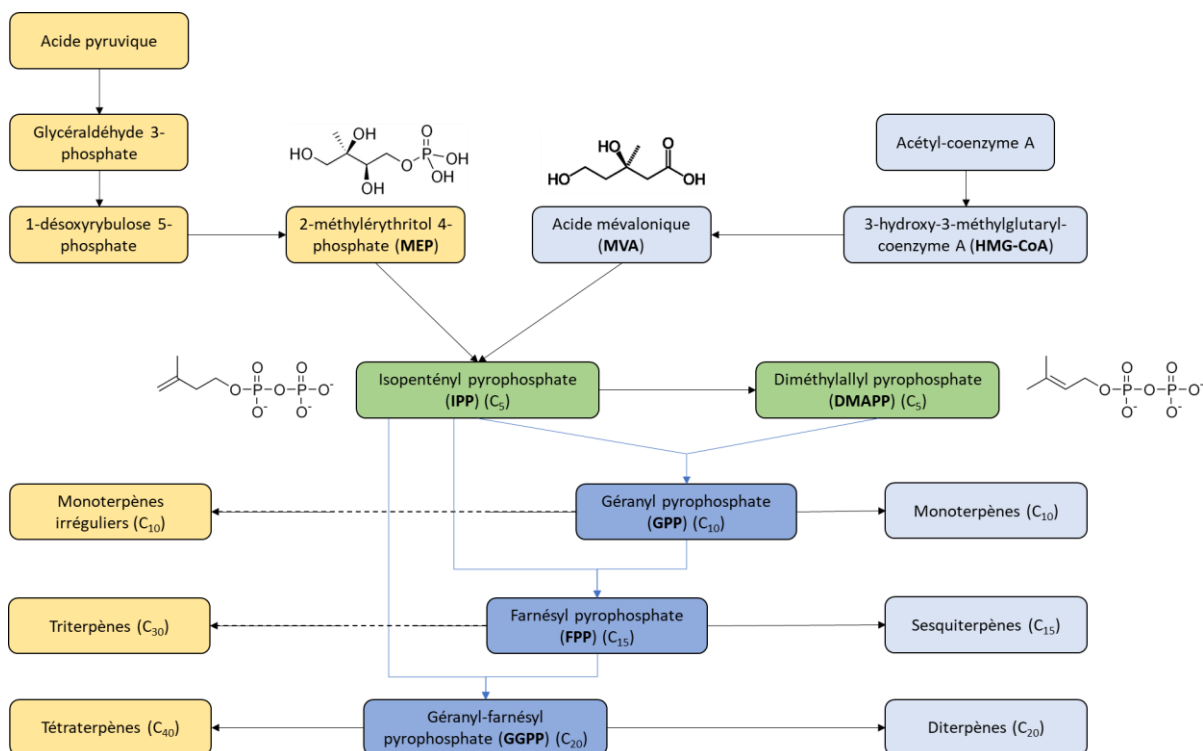 Acide pyruvique
Glycéraldéhyde 3-
phosphate
Acétyl-coenzyme A
OH
O
HO
P
OH
O
OH
OH
HO
O
HO
OH
1-désoxyrybulose 5-
phosphate
2-méthylérythritol 4-
phosphate (MEP)
Acide mévalonique
(MVA)
3-hydroxy-3-méthylglutaryl-
coenzyme A (HMG-CoA)
O O
O P O P O⁻
O⁻ O⁻
Isopentényl pyrophosphate
(IPP) (C₅)
Diméthylallyl pyrophosphate
(DMAPP) (C₅)
O O
O P O P O⁻
O⁻ O⁻
Monoterpènes
irréguliers (C₁₀)
Géranyl pyrophosphate
(GPP) (C₁₀)
Monoterpènes (C₁₀)
Triterpènes (C₃₀)
Farnésyl pyrophosphate
(FPP) (C₁₅)
Sesquiterpènes (C₁₅)
Tétraterpènes (C₄₀)
Géranyl-farnésyl
pyrophosphate (GGPP) (C₂₀)
Diterpènes (C₂₀)